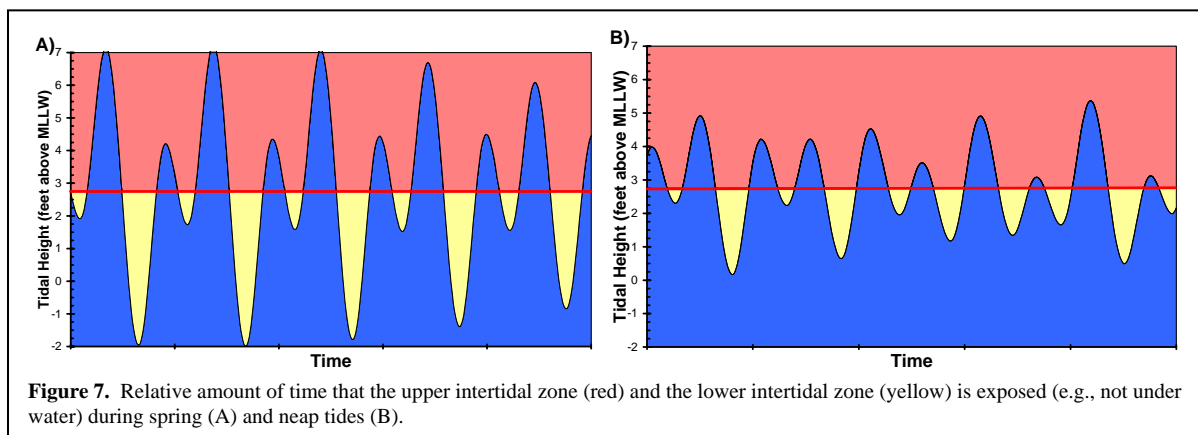 A)
7
6
5
4
3
2
1
0
-1
-2
Tidal Height (feet above MLLW)
Time
B)
7
6
5
4
3
2
1
0
-1
-2
Tidal Height (feet above MLLW)
Time
Figure 7. Relative amount of time that the upper intertidal zone (red) and the lower intertidal zone (yellow) is exposed (e.g., not under
water) during spring (A) and neap tides (B).